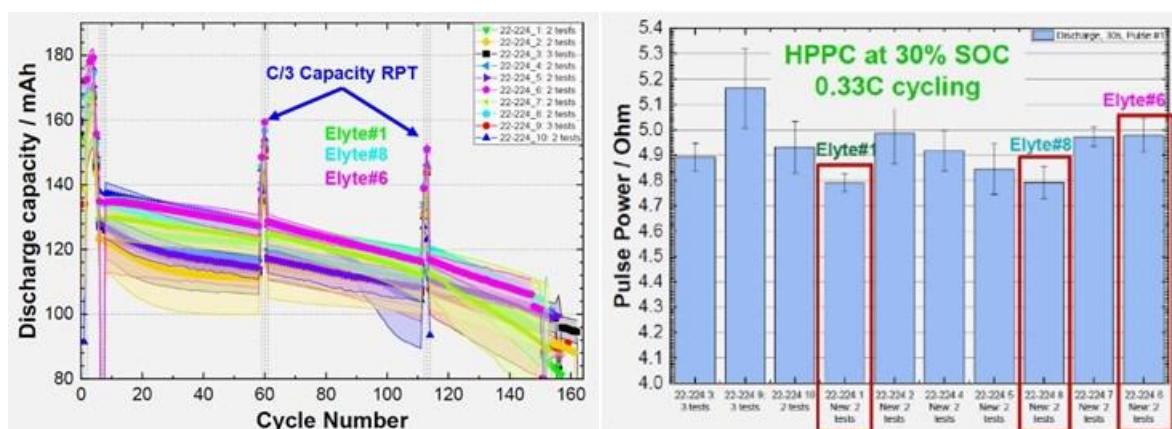 180
160
140
120
100
80
0
20
40
60
80
100
120
140
160
Discharge capacity / mAh
Cycle Number
C/3 Capacity RPT
Elyte#1
Elyte#8
Elyte#6
22-224_1: 2 tests
22-224_2: 2 tests
22-224_3: 3 tests
22-224_4: 2 tests
22-224_5: 2 tests
22-224_6: 2 tests
22-224_7: 2 tests
22-224_8: 2 tests
22-224_9: 3 tests
22-224_10: 2 tests
5.4
5.3
5.2
5.1
5.0
4.9
4.8
4.7
4.6
4.5
4.4
4.3
4.2
4.1
4.0
Pulse Power / Ohm
Discharge, 30s, Pulse #1
HPPC at 30% SOC
0.33C cycling
Elyte#1
Elyte#8
Elyte#6
22-224 3;
3 tests
22-224 9;
3 tests
22-224 10
2 tests
22-224 1
New: 2
tests
22-224 2
New: 2
tests
22-224 4
New: 2
tests
22-224 5
New: 2
tests
22-224 8
New: 2
tests
22-224 7
New: 2
tests
22-224 6
New: 2
tests